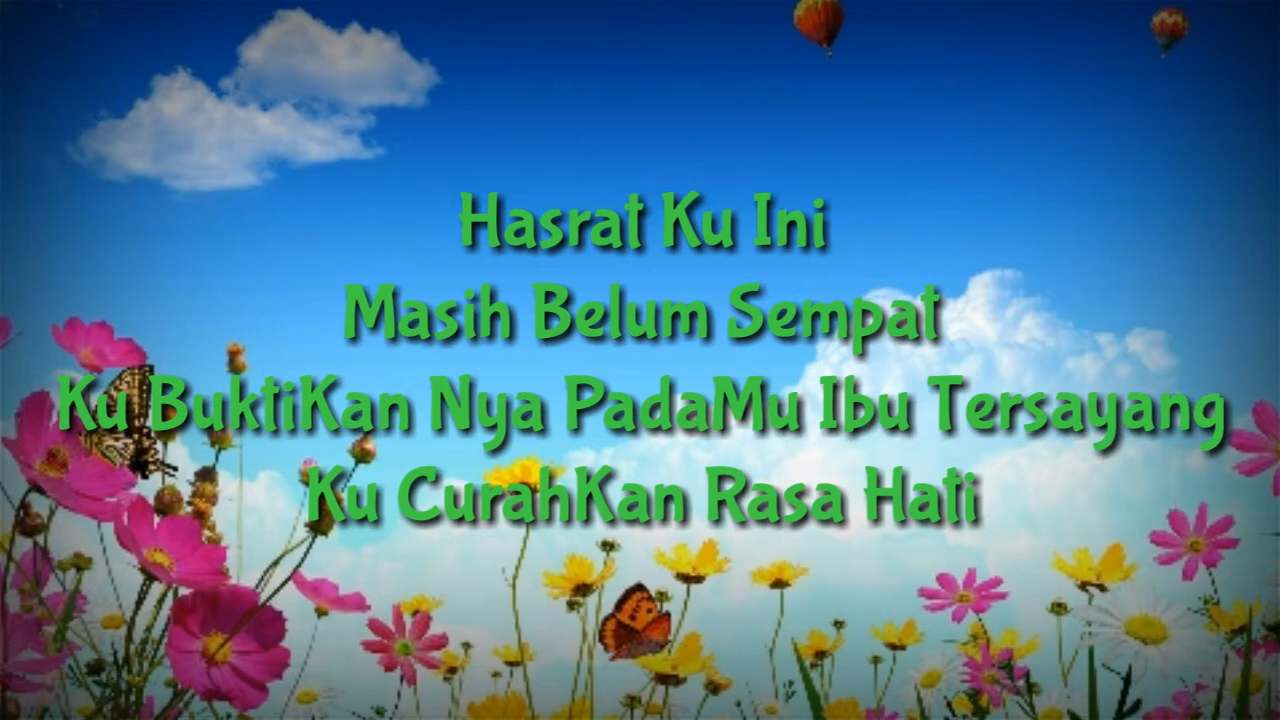 Hasrat Ku Ini
Masih Belum Sempat
Ku BuktiKan Nya PadaMu Ibu Tersayang
Ku CurahKan Rasa Hati